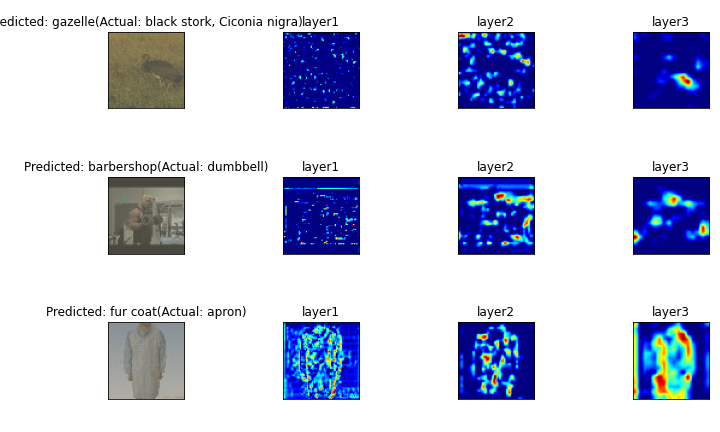 edicted: gazelle(Actual: black stork, Ciconia nigra) layer1 layer2 layer3
Predicted: barbershop(Actual: dumbbell) layer1 layer2 layer3
Predicted: fur coat(Actual: apron) layer1 layer2 layer3